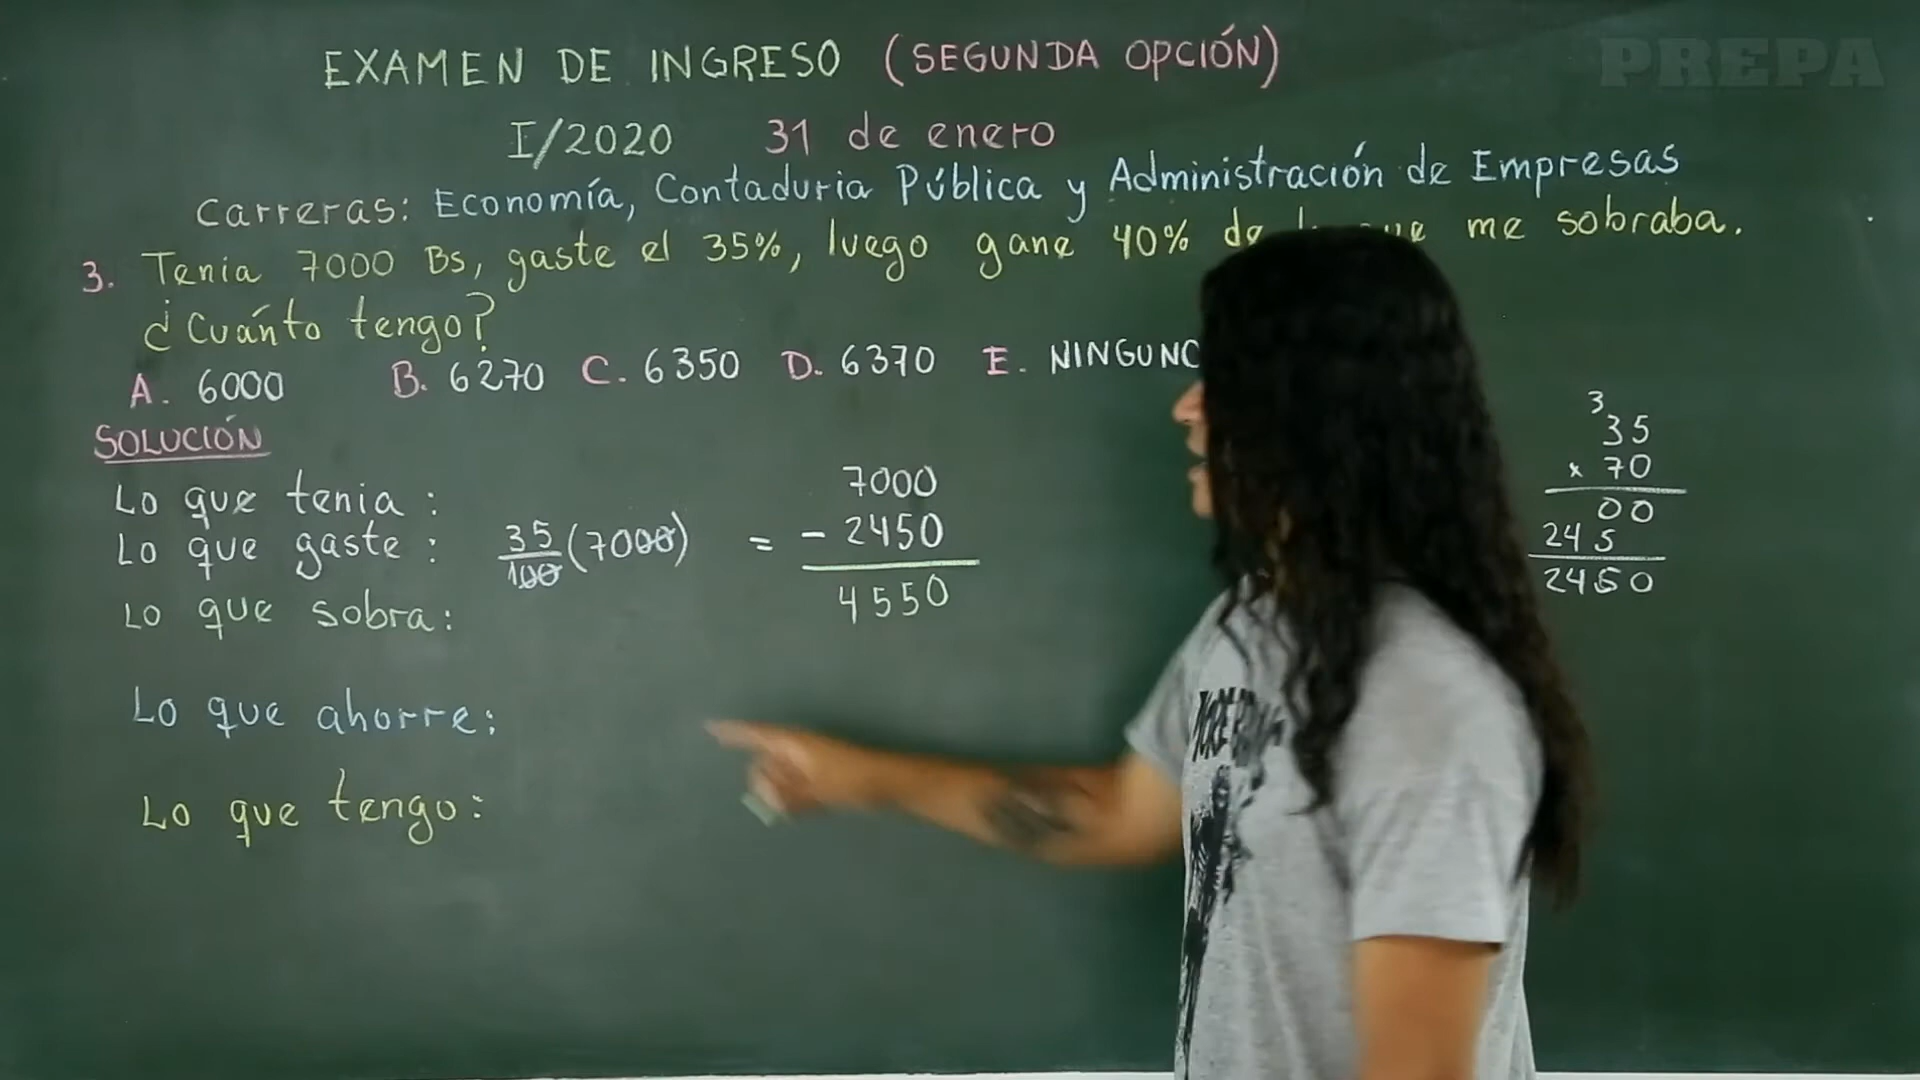 PREPA
EXAMEN DE INGRESO (SEGUNDA OPCIÓN)
I/2020 31 de enero
Carreras: Economía, Contaduria Pública y Administración de Empresas
3. Tenia 7000 Bs, gaste el 35%, luego gane 40% de me sobraba.
¿Cuánto tengo?
A. 6000 B. 6270 C. 6350 D. 6370 E. NINGUNO
SOLUCIÓN
Lo que tenia : 7000
Lo que gaste : 35/100 (7000) = - 2450
Lo que sobra: 4550
Lo que ahorre:
Lo que tengo:
3
35
x 70
00
245
2450